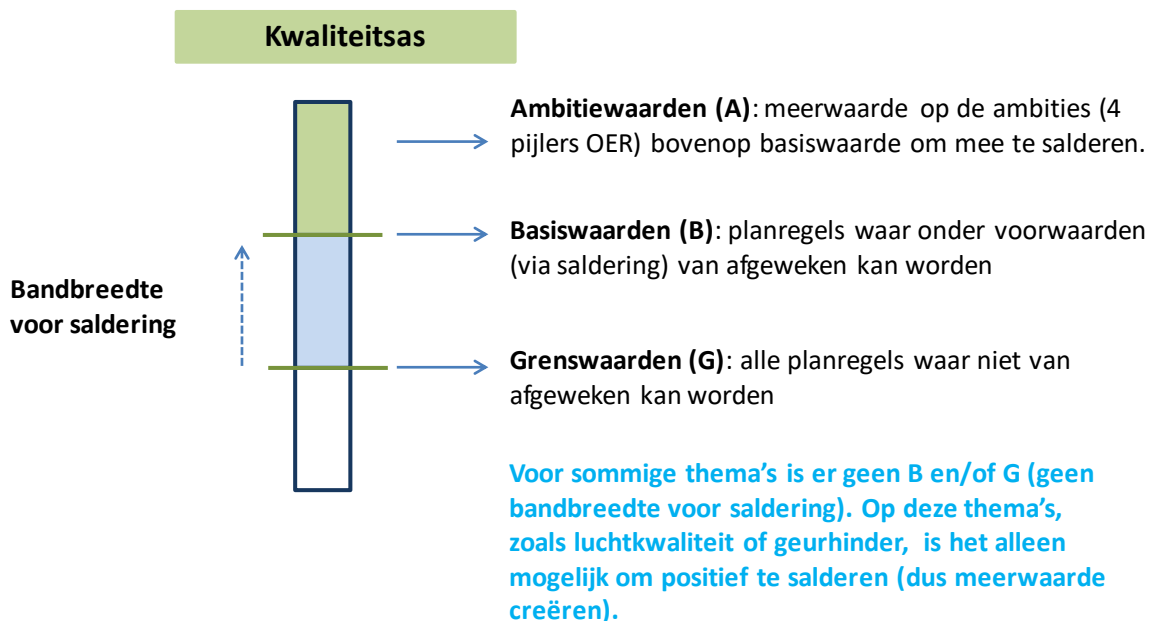 Kwaliteitsas
Ambitiewaarden (A): meerwaarde op de ambities (4
pijlers OER) bovenop basiswaarde om mee te salderen.
Basiswaarden (B): planregels waar onder voorwaarden
(via saldering) van afgeweken kan worden
Bandbreedte
voor saldering
Grenswaarden (G): alle planregels waar niet van
afgeweken kan worden
Voor sommige thema's is er geen B en/of G (geen
bandbreedte voor saldering). Op deze thema's,
zoals luchtkwaliteit of geurhinder, is het alleen
mogelijk om positief te salderen (dus meerwaarde
creëren).